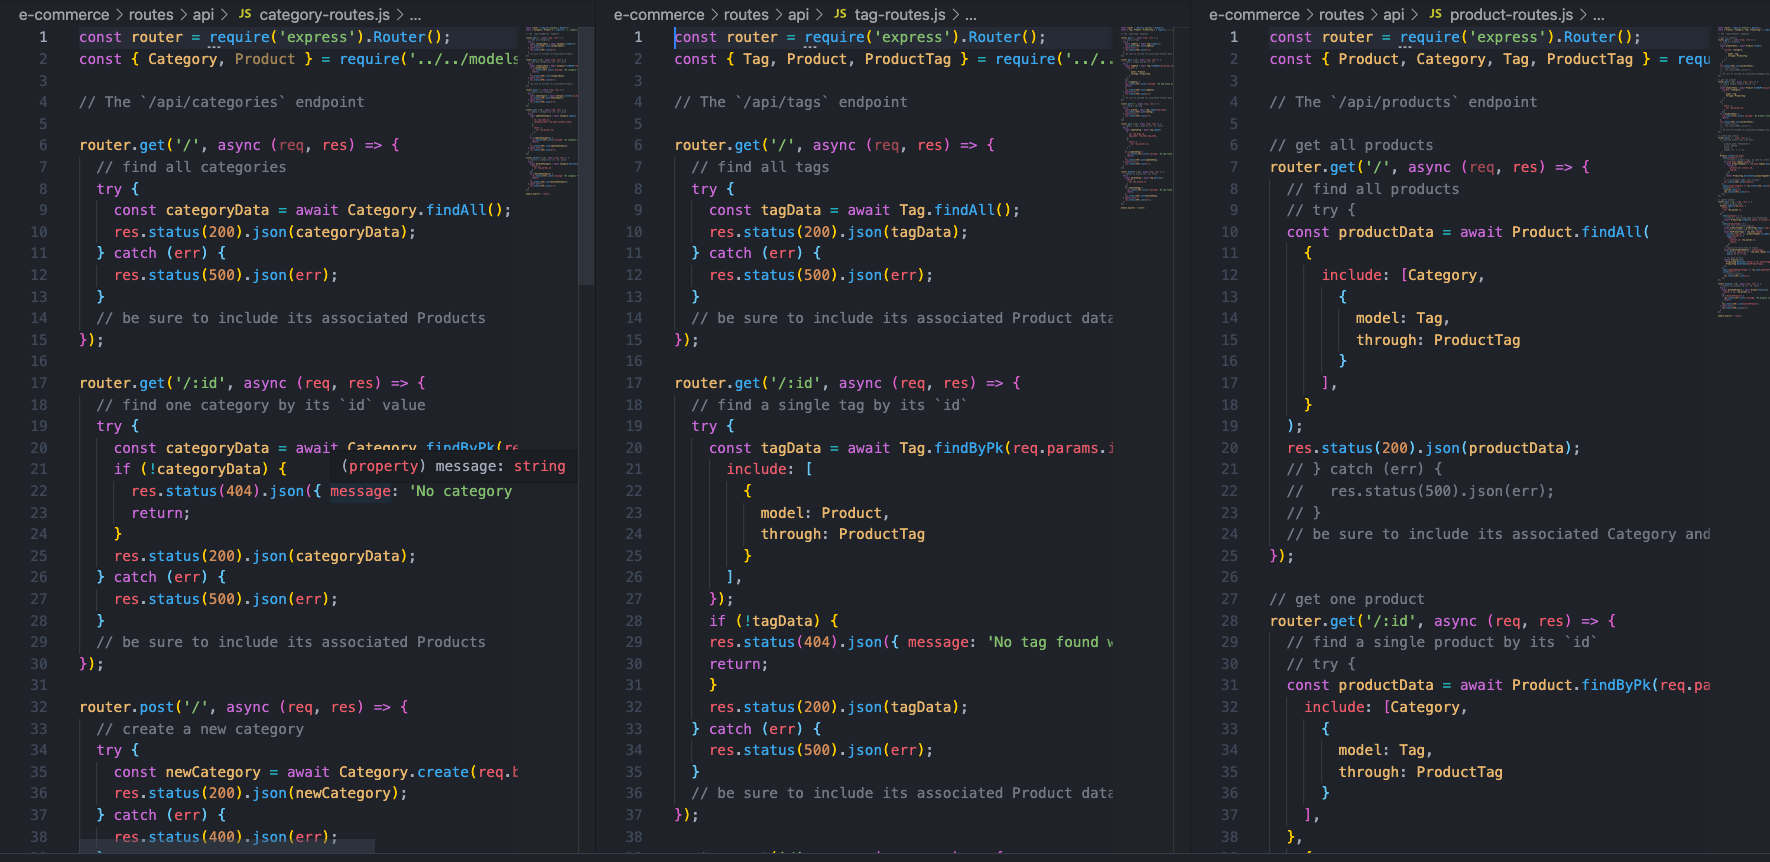 e-commerce > routes > api > JS category-routes.js > ...
1 const router = require('express').Router();
2 const { Category, Product } = require('../../models
3
4 // The `/api/categories` endpoint
5
6 router.get('/', async (req, res) => {
7 // find all categories
8 try {
9 const categoryData = await Category.findAll();
10 res.status(200).json(categoryData);
11 } catch (err) {
12 res.status(500).json(err);
13 }
14 // be sure to include its associated Products
15 });
16
17 router.get('/:id', async (req, res) => {
18 // find one category by its `id` value
19 try {
20 const categoryData = await Category.findByPk(re
(property) message: string
21 if (!categoryData) {
22 res.status(404).json({ message: 'No category
23 return;
24 }
25 res.status(200).json(categoryData);
26 } catch (err) {
27 res.status(500).json(err);
28 }
29 // be sure to include its associated Products
30 });
31
32 router.post('/', async (req, res) => {
33 // create a new category
34 try {
35 const newCategory = await Category.create(req.b
36 res.status(200).json(newCategory);
37 } catch (err) {
38 res.status(400).json(err);
e-commerce > routes > api > JS tag-routes.js > ...
1 const router = require('express').Router();
2 const { Tag, Product, ProductTag } = require('../..
3
4 // The `/api/tags` endpoint
5
6 router.get('/', async (req, res) => {
7 // find all tags
8 try {
9 const tagData = await Tag.findAll();
10 res.status(200).json(tagData);
11 } catch (err) {
12 res.status(500).json(err);
13 }
14 // be sure to include its associated Product data
15 });
16
17 router.get('/:id', async (req, res) => {
18 // find a single tag by its `id`
19 try {
20 const tagData = await Tag.findByPk(req.params.i
21 include: [
22 {
23 model: Product,
24 through: ProductTag
25 }
26 ],
27 });
28 if (!tagData) {
29 res.status(404).json({ message: 'No tag found w
30 return;
31 }
32 res.status(200).json(tagData);
33 } catch (err) {
34 res.status(500).json(err);
35 }
36 // be sure to include its associated Product data
37 });
38
e-commerce > routes > api > JS product-routes.js > ...
1 const router = require('express').Router();
2 const { Product, Category, Tag, ProductTag } = requ
3
4 // The `/api/products` endpoint
5
6 // get all products
7 router.get('/', async (req, res) => {
8 // find all products
9 // try {
10 const productData = await Product.findAll(
11 {
12 include: [Category,
13 {
14 model: Tag,
15 through: ProductTag
16 }
17 ],
18 }
19 );
20 res.status(200).json(productData);
21 // } catch (err) {
22 // res.status(500).json(err);
23 // }
24 // be sure to include its associated Category and
25 });
26
27 // get one product
28 router.get('/:id', async (req, res) => {
29 // find a single product by its `id`
30 // try {
31 const productData = await Product.findByPk(req.pa
32 include: [Category,
33 {
34 model: Tag,
35 through: ProductTag
36 }
37 ],
38 },